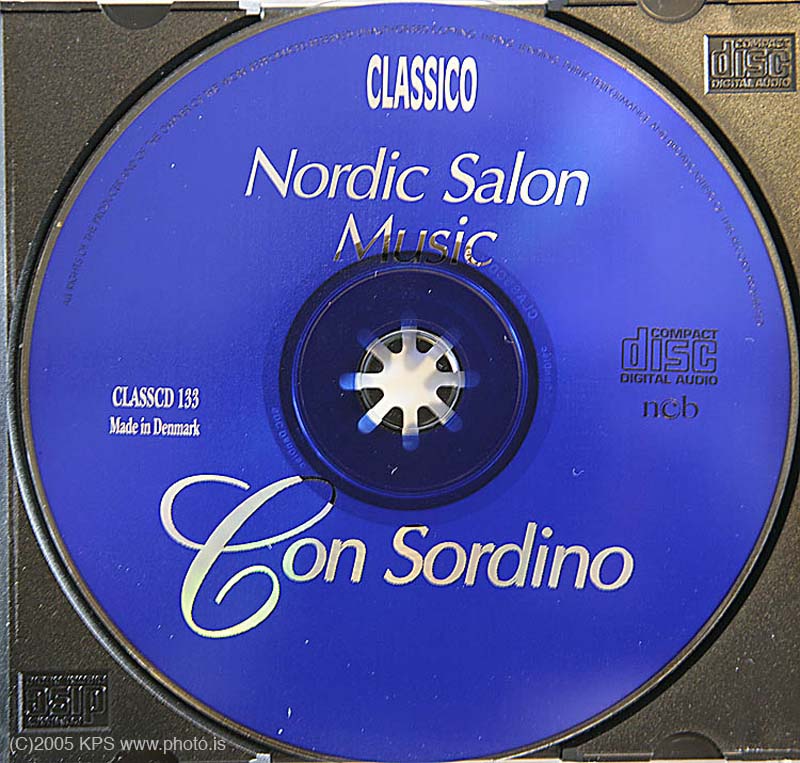 CLASSICO
Nordic Salon
Music
COMPACT
disc
DIGITAL AUDIO
COMPACT
disc
DIGITAL AUDIO
ncb
CLASSCD 133
Made in Denmark
Con Sordino
(C)2005 KPS www.photo.is